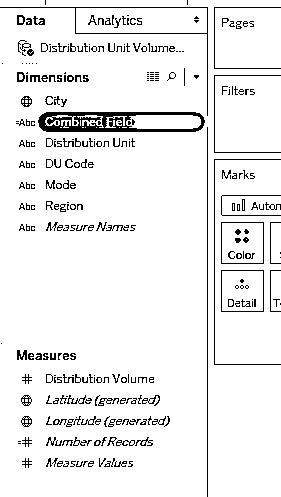 Data
Analytics
Pages
Distribution Unit Volume...
Dimensions
City
=Abc Combined Field
Abc Distribution Unit
Abc DU Code
Abc Mode
Abc Region
Abc Measure Names
Filters
Marks
Color
Detail
Measures
# Distribution Volume
Latitude (generated)
Longitude (generated)
=# Number of Records
# Measure Values